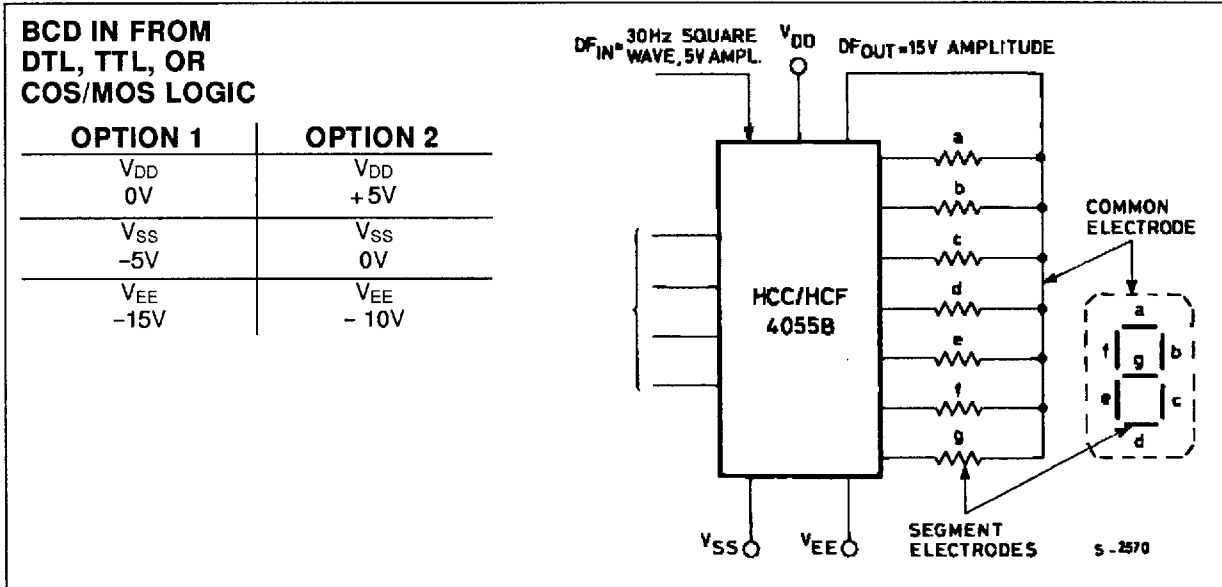 BCD IN FROM
DTL, TTL, OR
COS/MOS LOGIC
OPTION 1 OPTION 2
VDD VDD
0V +5V
VSS VSS
-5V 0V
VEE VEE
-15V - 10V
DFIN= 30Hz SQUARE
WAVE, 5V AMPL.
VDD
DFOUT=15V AMPLITUDE
a
b
c
d
e
f
g
HCC/HCF
4055B
COMMON
ELECTRODE
a
f b
g
e c
d
VSS VEE
SEGMENT
ELECTRODES
S-2570